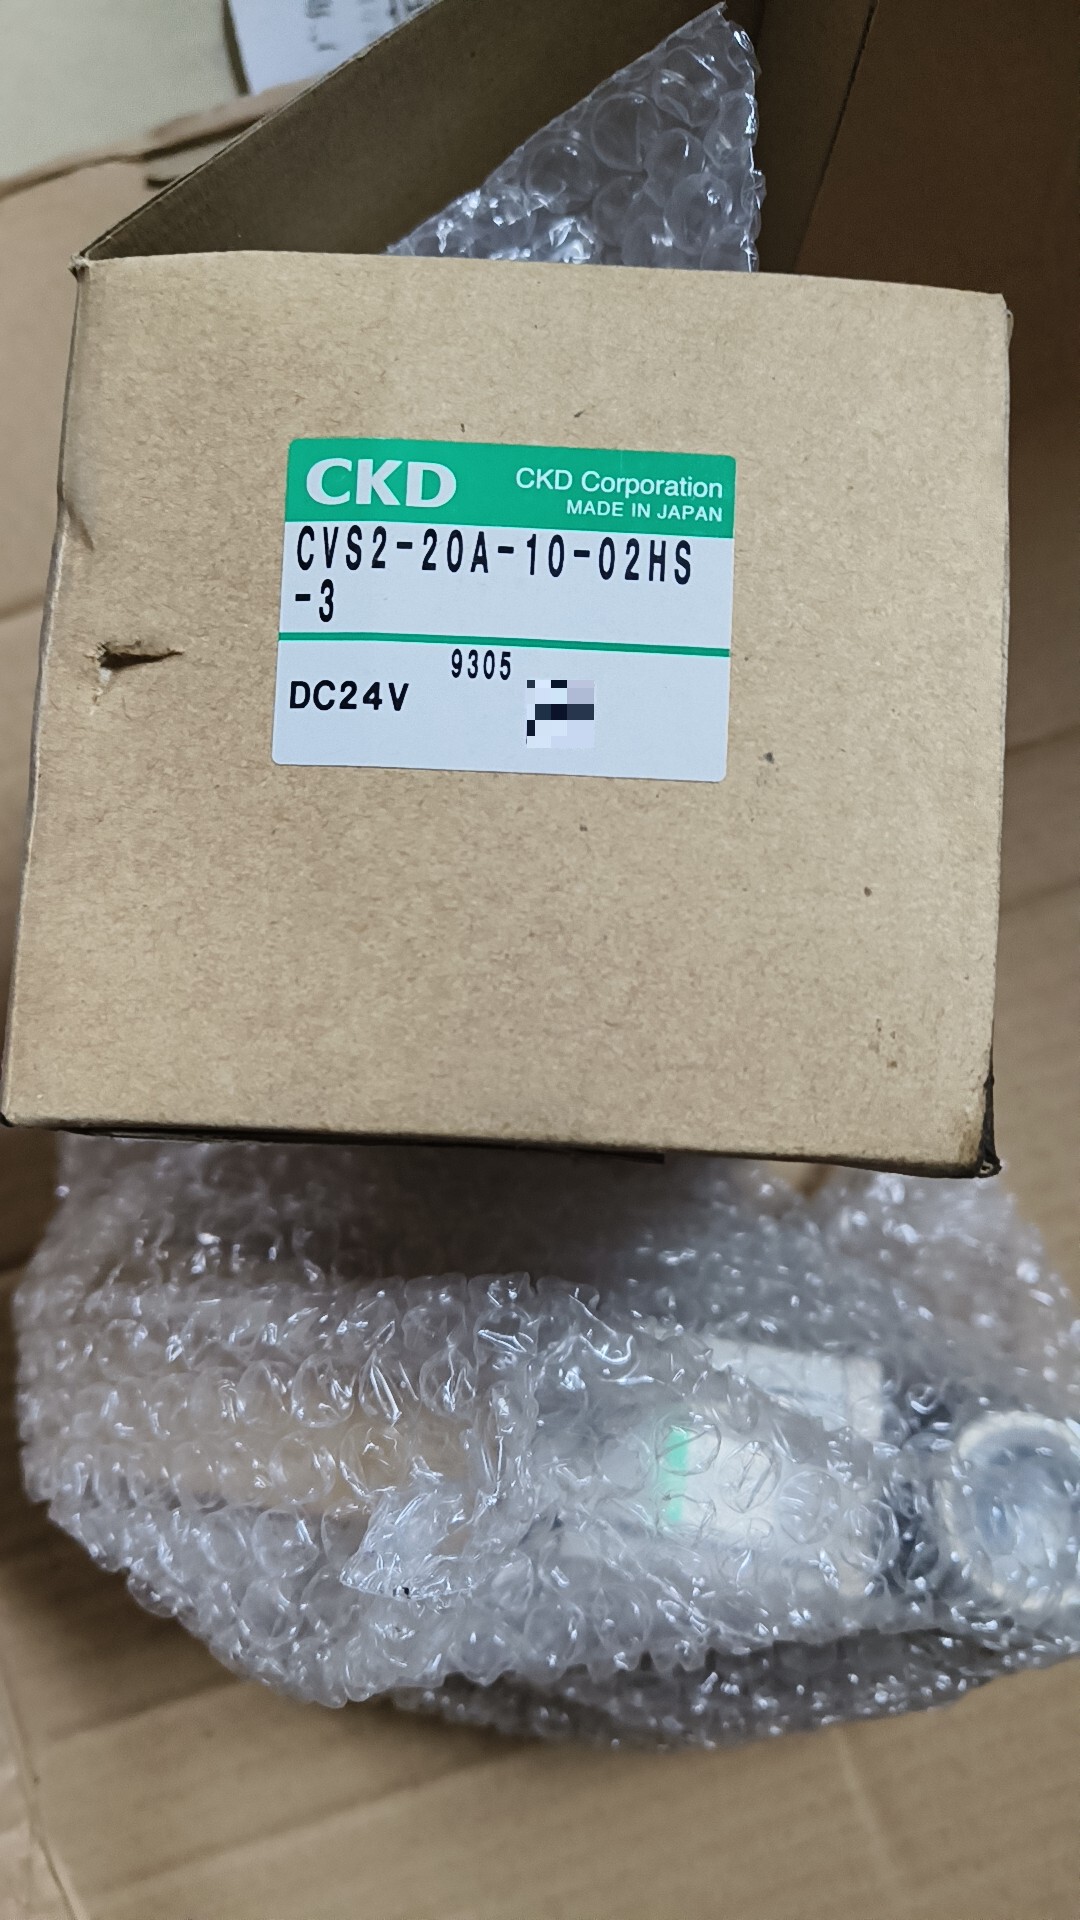 CKD
CKD Corporation
MADE IN JAPAN
CVS2-20A-10-02HS
-3
9305
DC24V